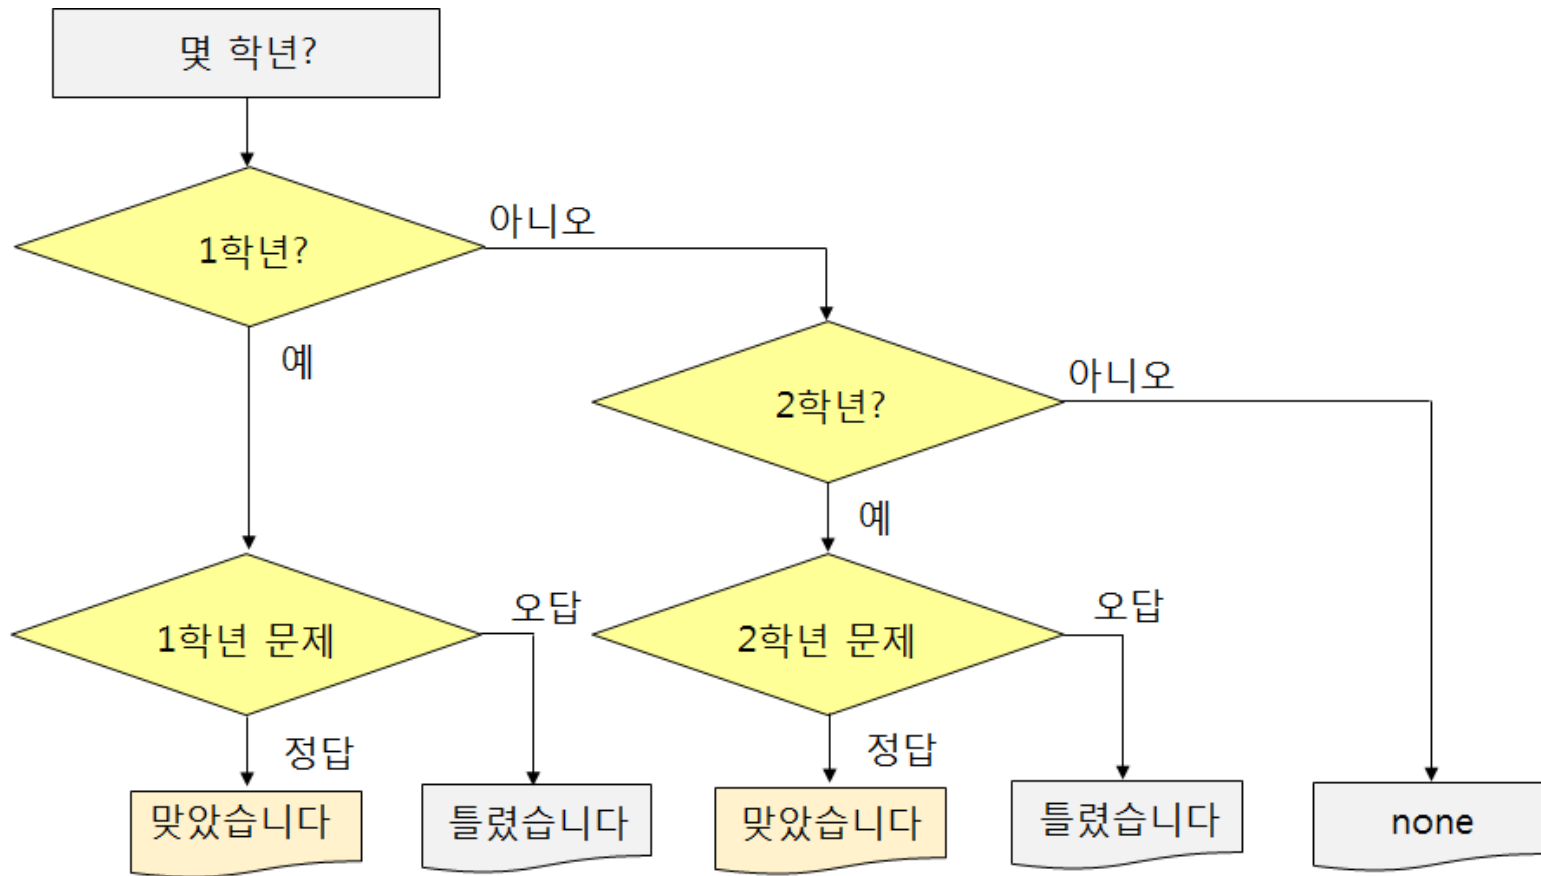 몇 학년?
1학년?
아니오
예
2학년?
아니오
예
1학년 문제
오답
2학년 문제
오답
정답
정답
맞았습니다
틀렸습니다
맞았습니다
틀렸습니다
none